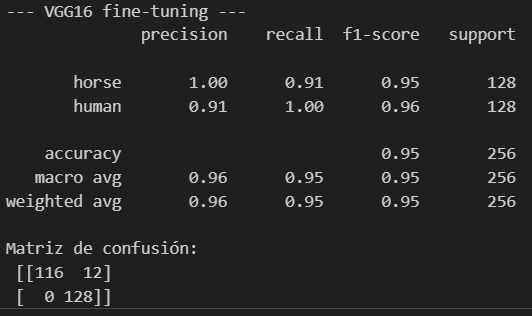 --- VGG16 fine-tuning ---
precision recall f1-score support
horse 1.00 0.91 0.95 128
human 0.91 1.00 0.96 128
accuracy 0.95 256
macro avg 0.96 0.95 0.95 256
weighted avg 0.96 0.95 0.95 256
Matriz de confusión:
[[116 12]
[ 0 128]]